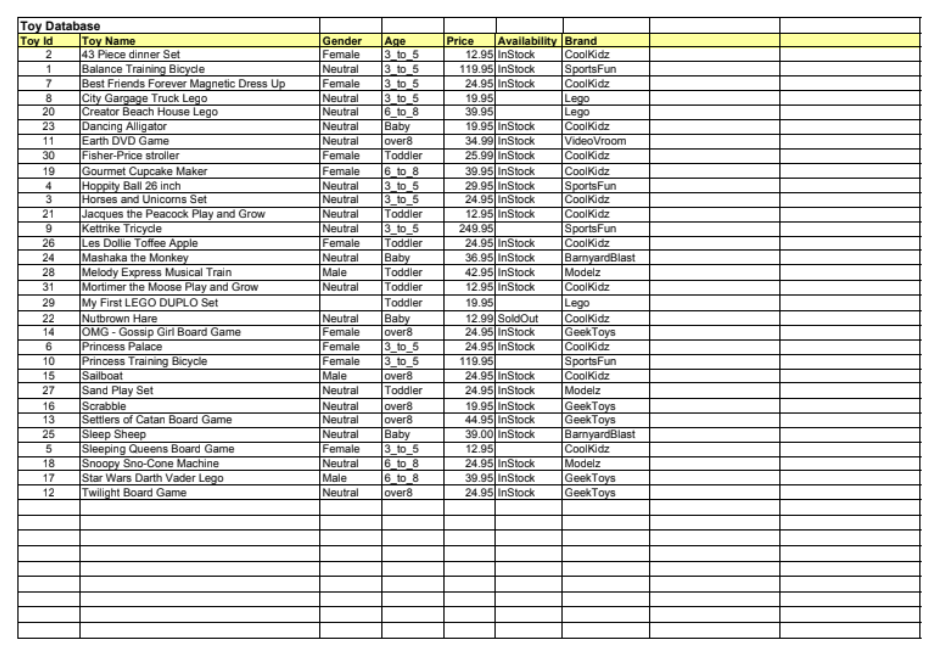 Toy Database
Toy Id Toy Name Gender Age Price Availability Brand
2 43 Piece dinner Set Female 3_to_5 12.95 InStock CoolKidz
1 Balance Training Bicycle Neutral 3_to_5 119.95 InStock SportsFun
7 Best Friends Forever Magnetic Dress Up Female 3_to_5 24.95 InStock CoolKidz
8 City Gargage Truck Lego Neutral 3_to_5 19.95 Lego
20 Creator Beach House Lego Neutral 6_to_8 39.95 Lego
23 Dancing Alligator Neutral Baby 19.95 InStock CoolKidz
11 Earth DVD Game Neutral over8 34.99 InStock VideoVroom
30 Fisher-Price stroller Female Toddler 25.99 InStock CoolKidz
19 Gourmet Cupcake Maker Female 6_to_8 39.95 InStock CoolKidz
4 Hoppity Ball 26 inch Neutral 3_to_5 29.95 InStock SportsFun
3 Horses and Unicorns Set Neutral 3_to_5 24.95 InStock CoolKidz
21 Jacques the Peacock Play and Grow Neutral Toddler 12.95 InStock CoolKidz
9 Kettrike Tricycle Neutral 3_to_5 249.95 SportsFun
26 Les Dollie Toffee Apple Female Toddler 24.95 InStock CoolKidz
24 Mashaka the Monkey Neutral Baby 36.95 InStock BarnyardBlast
28 Melody Express Musical Train Male Toddler 42.95 InStock Modelz
31 Mortimer the Moose Play and Grow Neutral Toddler 12.95 InStock CoolKidz
29 My First LEGO DUPLO Set Toddler 19.95 Lego
22 Nutbrown Hare Neutral Baby 12.99 SoldOut CoolKidz
14 OMG - Gossip Girl Board Game Female over8 24.95 InStock GeekToys
6 Princess Palace Female 3_to_5 24.95 InStock CoolKidz
10 Princess Training Bicycle Female 3_to_5 119.95 SportsFun
15 Sailboat Male over8 24.95 InStock CoolKidz
27 Sand Play Set Neutral Toddler 24.95 InStock Modelz
16 Scrabble Neutral over8 19.95 InStock GeekToys
13 Settlers of Catan Board Game Neutral over8 44.95 InStock GeekToys
25 Sleep Sheep Neutral Baby 39.00 InStock BarnyardBlast
5 Sleeping Queens Board Game Female 3_to_5 12.95 CoolKidz
18 Snoopy Sno-Cone Machine Neutral 6_to_8 24.95 InStock Modelz
17 Star Wars Darth Vader Lego Male 6_to_8 39.95 InStock GeekToys
12 Twilight Board Game Neutral over8 24.95 InStock GeekToys